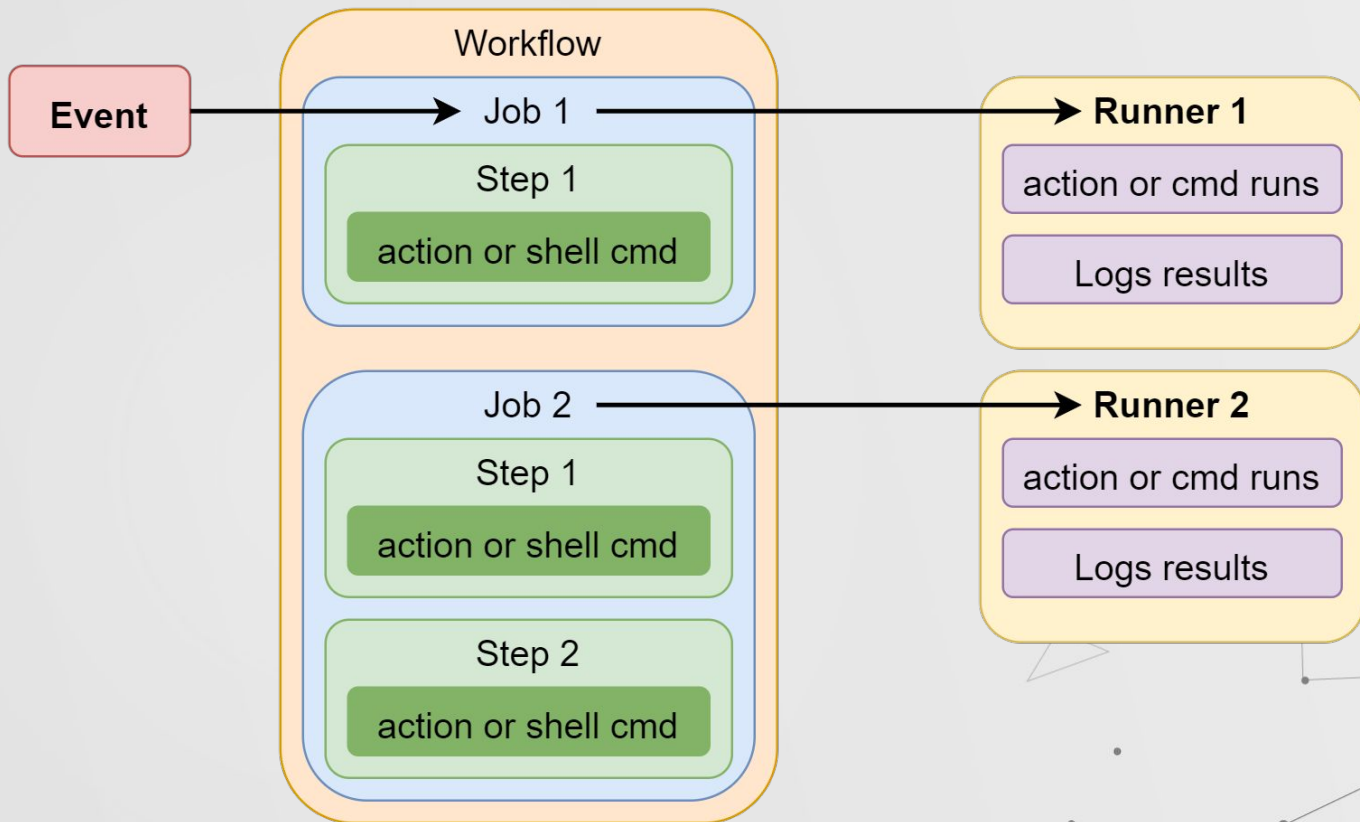 Workflow
Event
Job 1
Step 1
action or shell cmd
Job 2
Step 1
action or shell cmd
Step 2
action or shell cmd
Runner 1
action or cmd runs
Logs results
Runner 2
action or cmd runs
Logs results